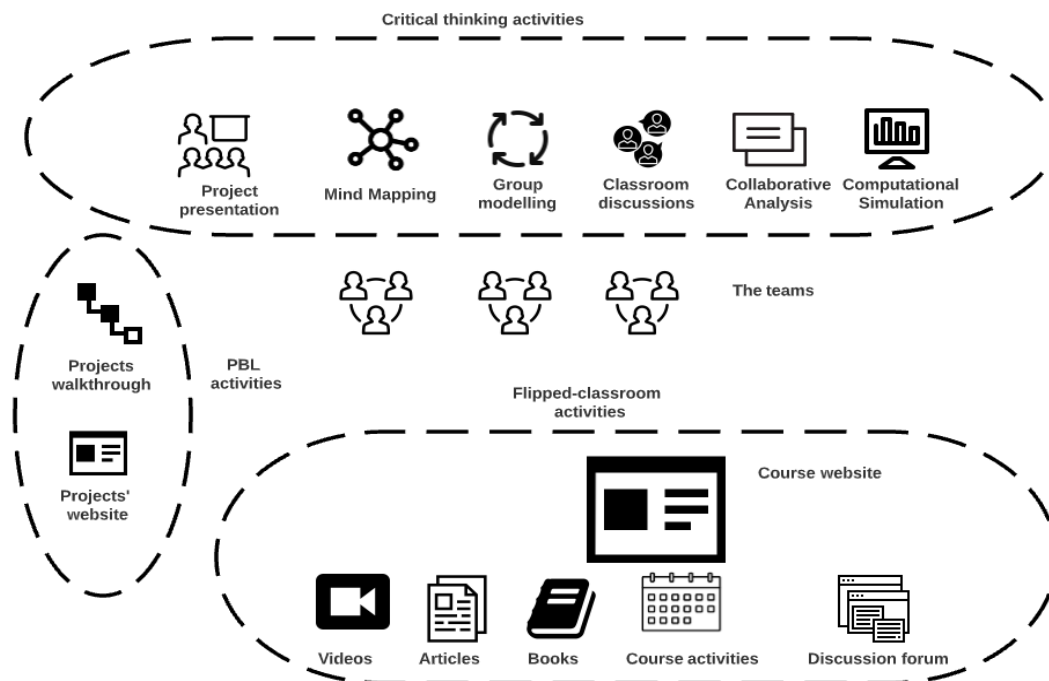 Critical thinking activities
Project
presentation
Mind Mapping
Group
modelling
Classroom
discussions
Collaborative
Analysis
Computational
Simulation
The teams
Projects
walkthrough
PBL
activities
Projects'
website
Flipped-classroom
activities
Course website
Videos
Articles
Books
Course activities
Discussion forum